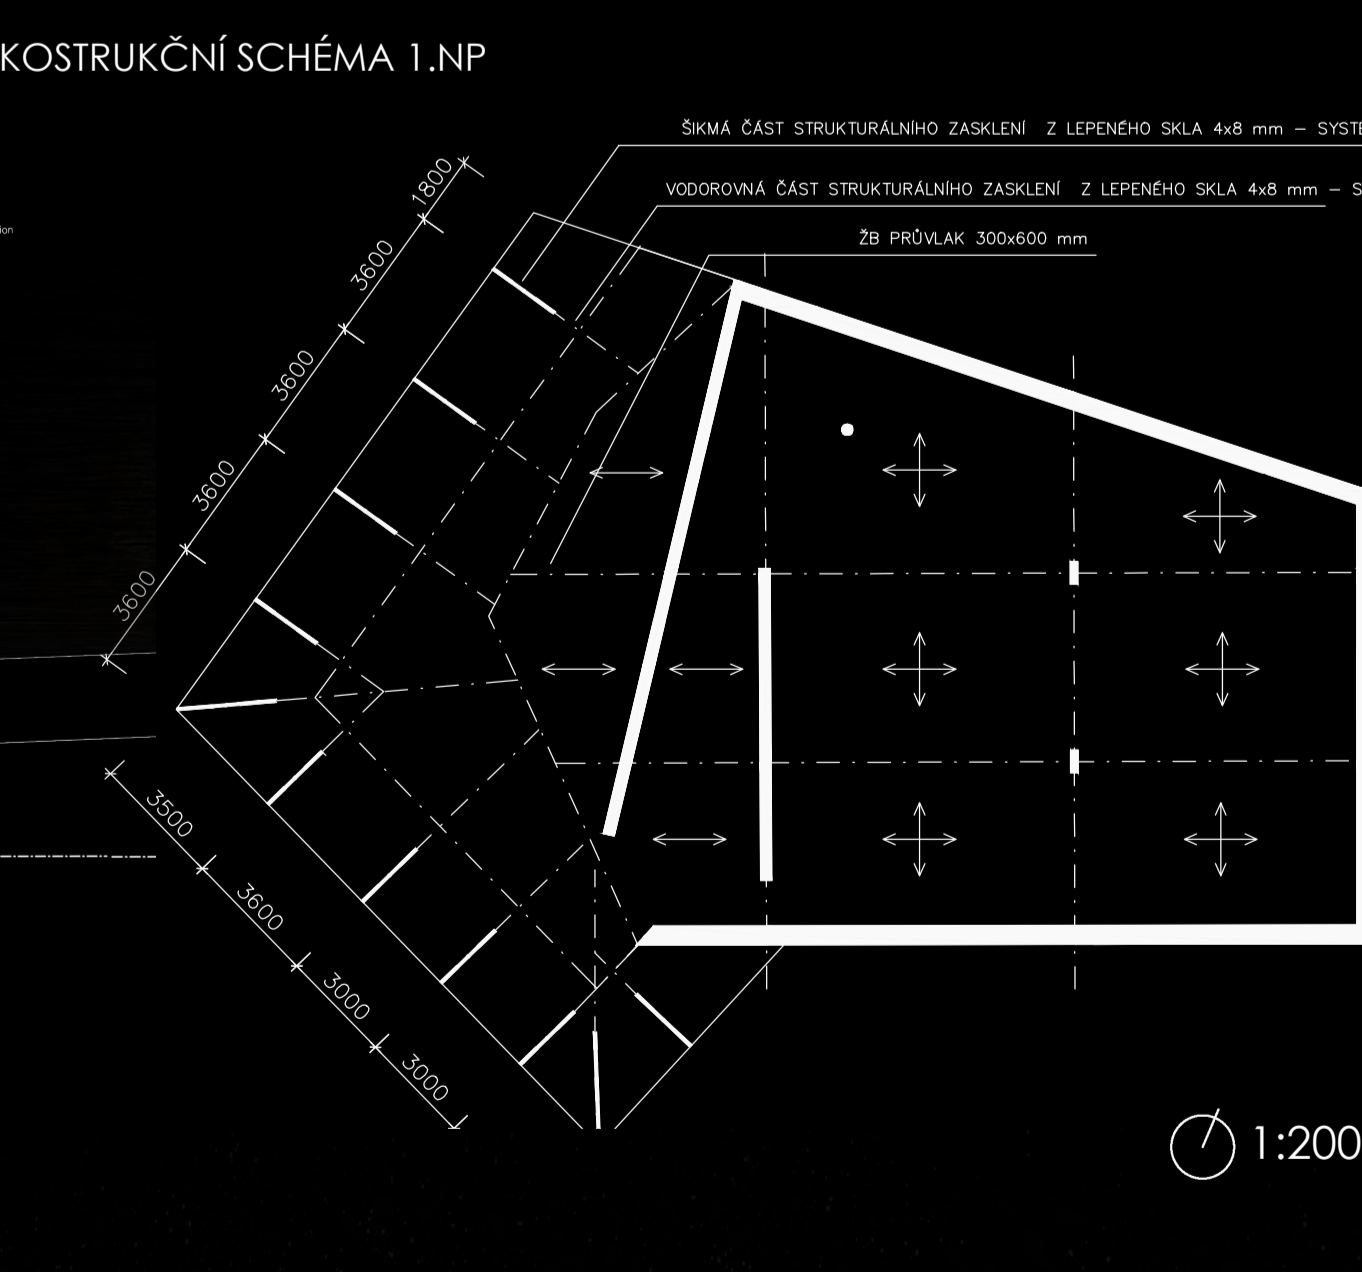 KOSTRUKČNÍ SCHÉMA 1.NP
ŠIKMÁ ČÁST STRUKTURÁLNÍHO ZASKLENÍ Z LEPENÉHO SKLA 4x8 mm –
VODOROVNÁ ČÁST STRUKTURÁLNÍHO ZASKLENÍ Z LEPENÉHO SKLA 4x8 mm –
ŽB PRŮVLAK 300x600 mm
1800
3600
3600
3600
3600
3500
3600
3000
3000
1:200